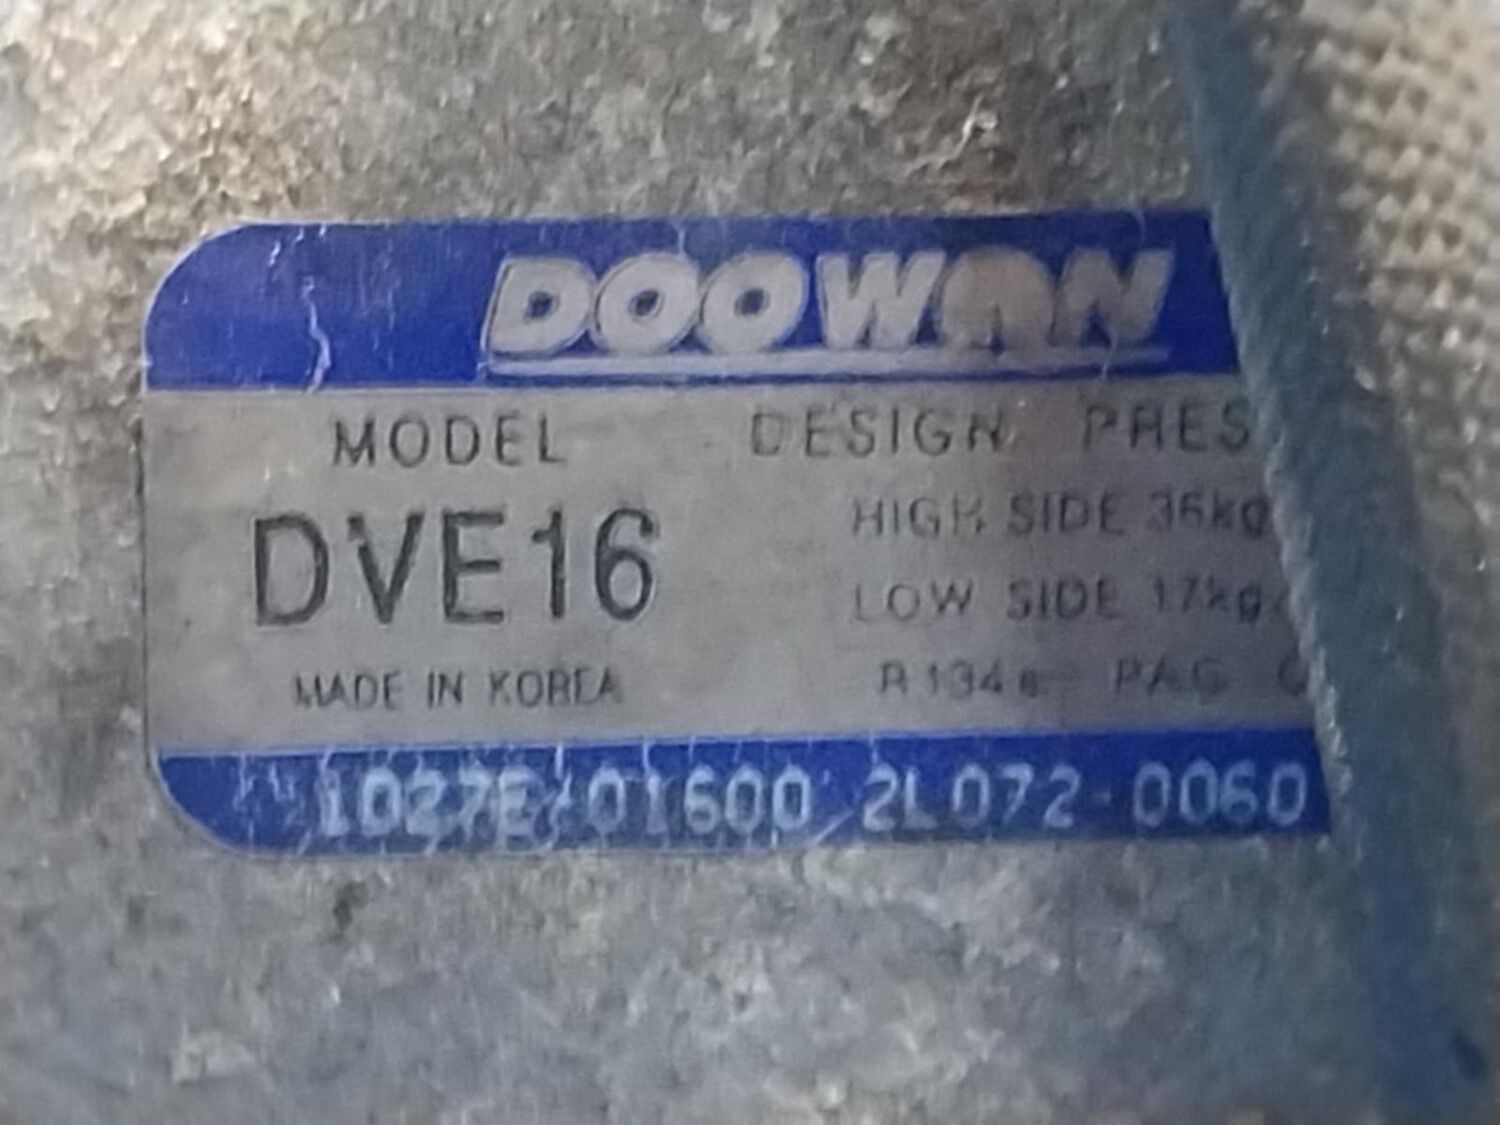 DOOWON
MODEL DESIGN PRES
DVE16
HIGH SIDE 36kg
LOW SIDE 17kg
MADE IN KOREA
R134a PAG
1027E-01600 2L072-0060